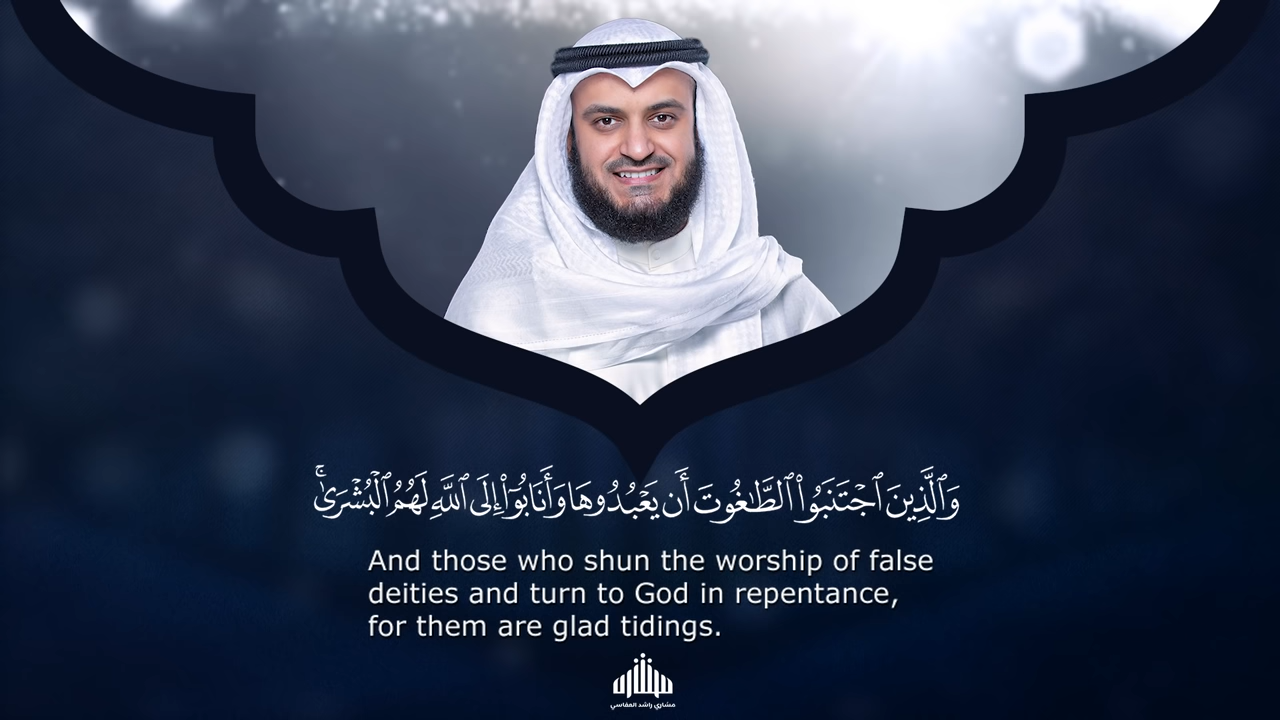 وَٱلَّذِينَ ٱجْتَنَبُوا۟ ٱلطَّـٰغُوتَ أَن يَعْبُدُوهَا وَأَنَابُوٓا۟ إِلَى ٱللَّهِ لَهُمُ ٱلْبُشْرَىٰ ۚ
And those who shun the worship of false
deities and turn to God in repentance,
for them are glad tidings.
مشاري راشد العفاسي